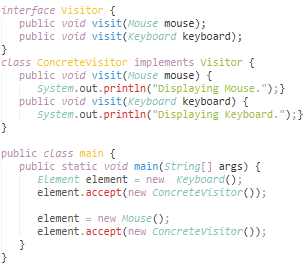 interface Visitor {
public void visit(Mouse mouse);
public void visit(Keyboard keyboard);
}
class ConcreteVisitor implements Visitor {
public void visit(Mouse mouse) {
System.out.println("Displaying Mouse.");}
public void visit(Keyboard keyboard) {
System.out.println("Displaying Keyboard.");}
}
public class main {
public static void main(String[] args) {
Element element = new  Keyboard();
element.accept(new ConcreteVisitor());
element = new Mouse();
element.accept(new ConcreteVisitor());
}
}